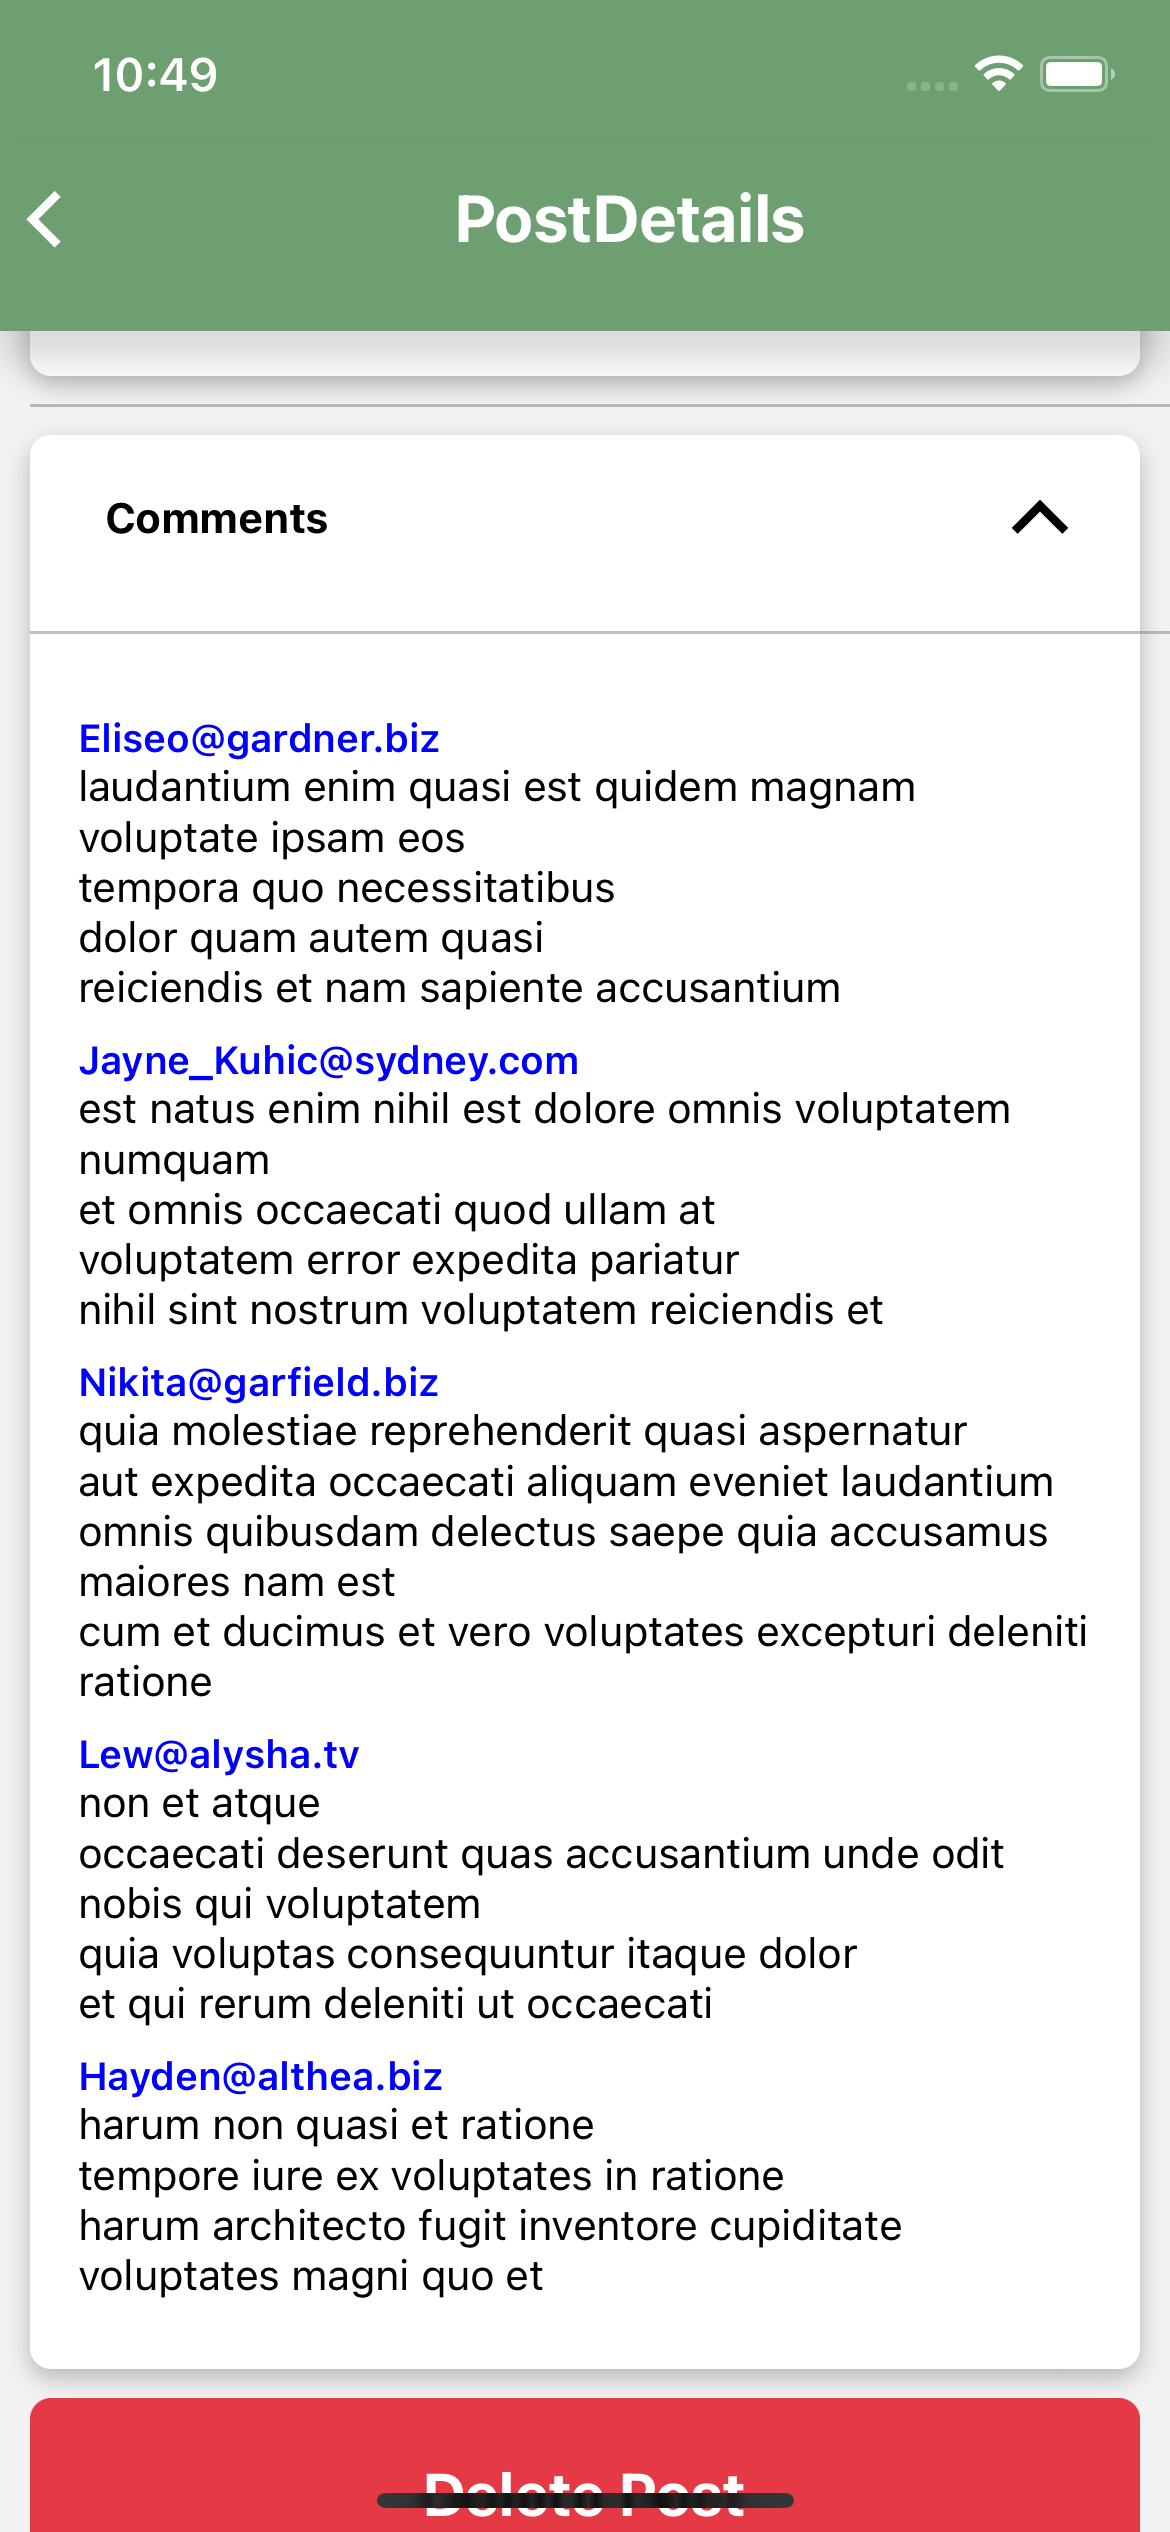 10:49
PostDetails
Comments
Eliseo@gardner.biz
laudantium enim quasi est quidem magnam
voluptate ipsam eos
tempora quo necessitatibus
dolor quam autem quasi
reiciendis et nam sapiente accusantium
Jayne_Kuhic@sydney.com
est natus enim nihil est dolore omnis voluptatem
numquam
et omnis occaecati quod ullam at
voluptatem error expedita pariatur
nihil sint nostrum voluptatem reiciendis et
Nikita@garfield.biz
quia molestiae reprehenderit quasi aspernatur
aut expedita occaecati aliquam eveniet laudantium
omnis quibusdam delectus saepe quia accusamus
maiores nam est
cum et ducimus et vero voluptates excepturi deleniti
ratione
Lew@alysha.tv
non et atque
occaecati deserunt quas accusantium unde odit
nobis qui voluptatem
quia voluptas consequuntur itaque dolor
et qui rerum deleniti ut occaecati
Hayden@althea.biz
harum non quasi et ratione
tempore iure ex voluptates in ratione
harum architecto fugit inventore cupiditate
voluptates magni quo et
Delete Post